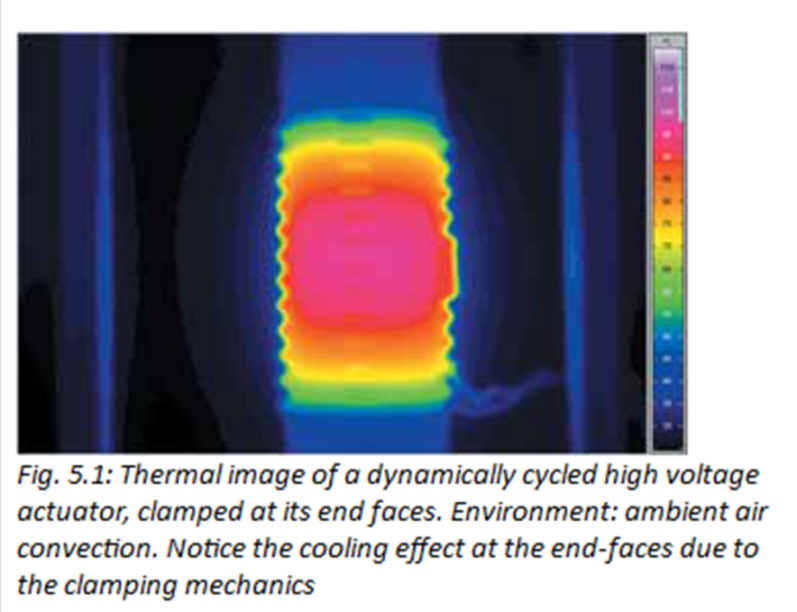 Fig. 5.1: Thermal image of a dynamically cycled high voltage
actuator, clamped at its end faces. Environment: ambient air
convection. Notice the cooling effect at the end-faces due to
the clamping mechanics